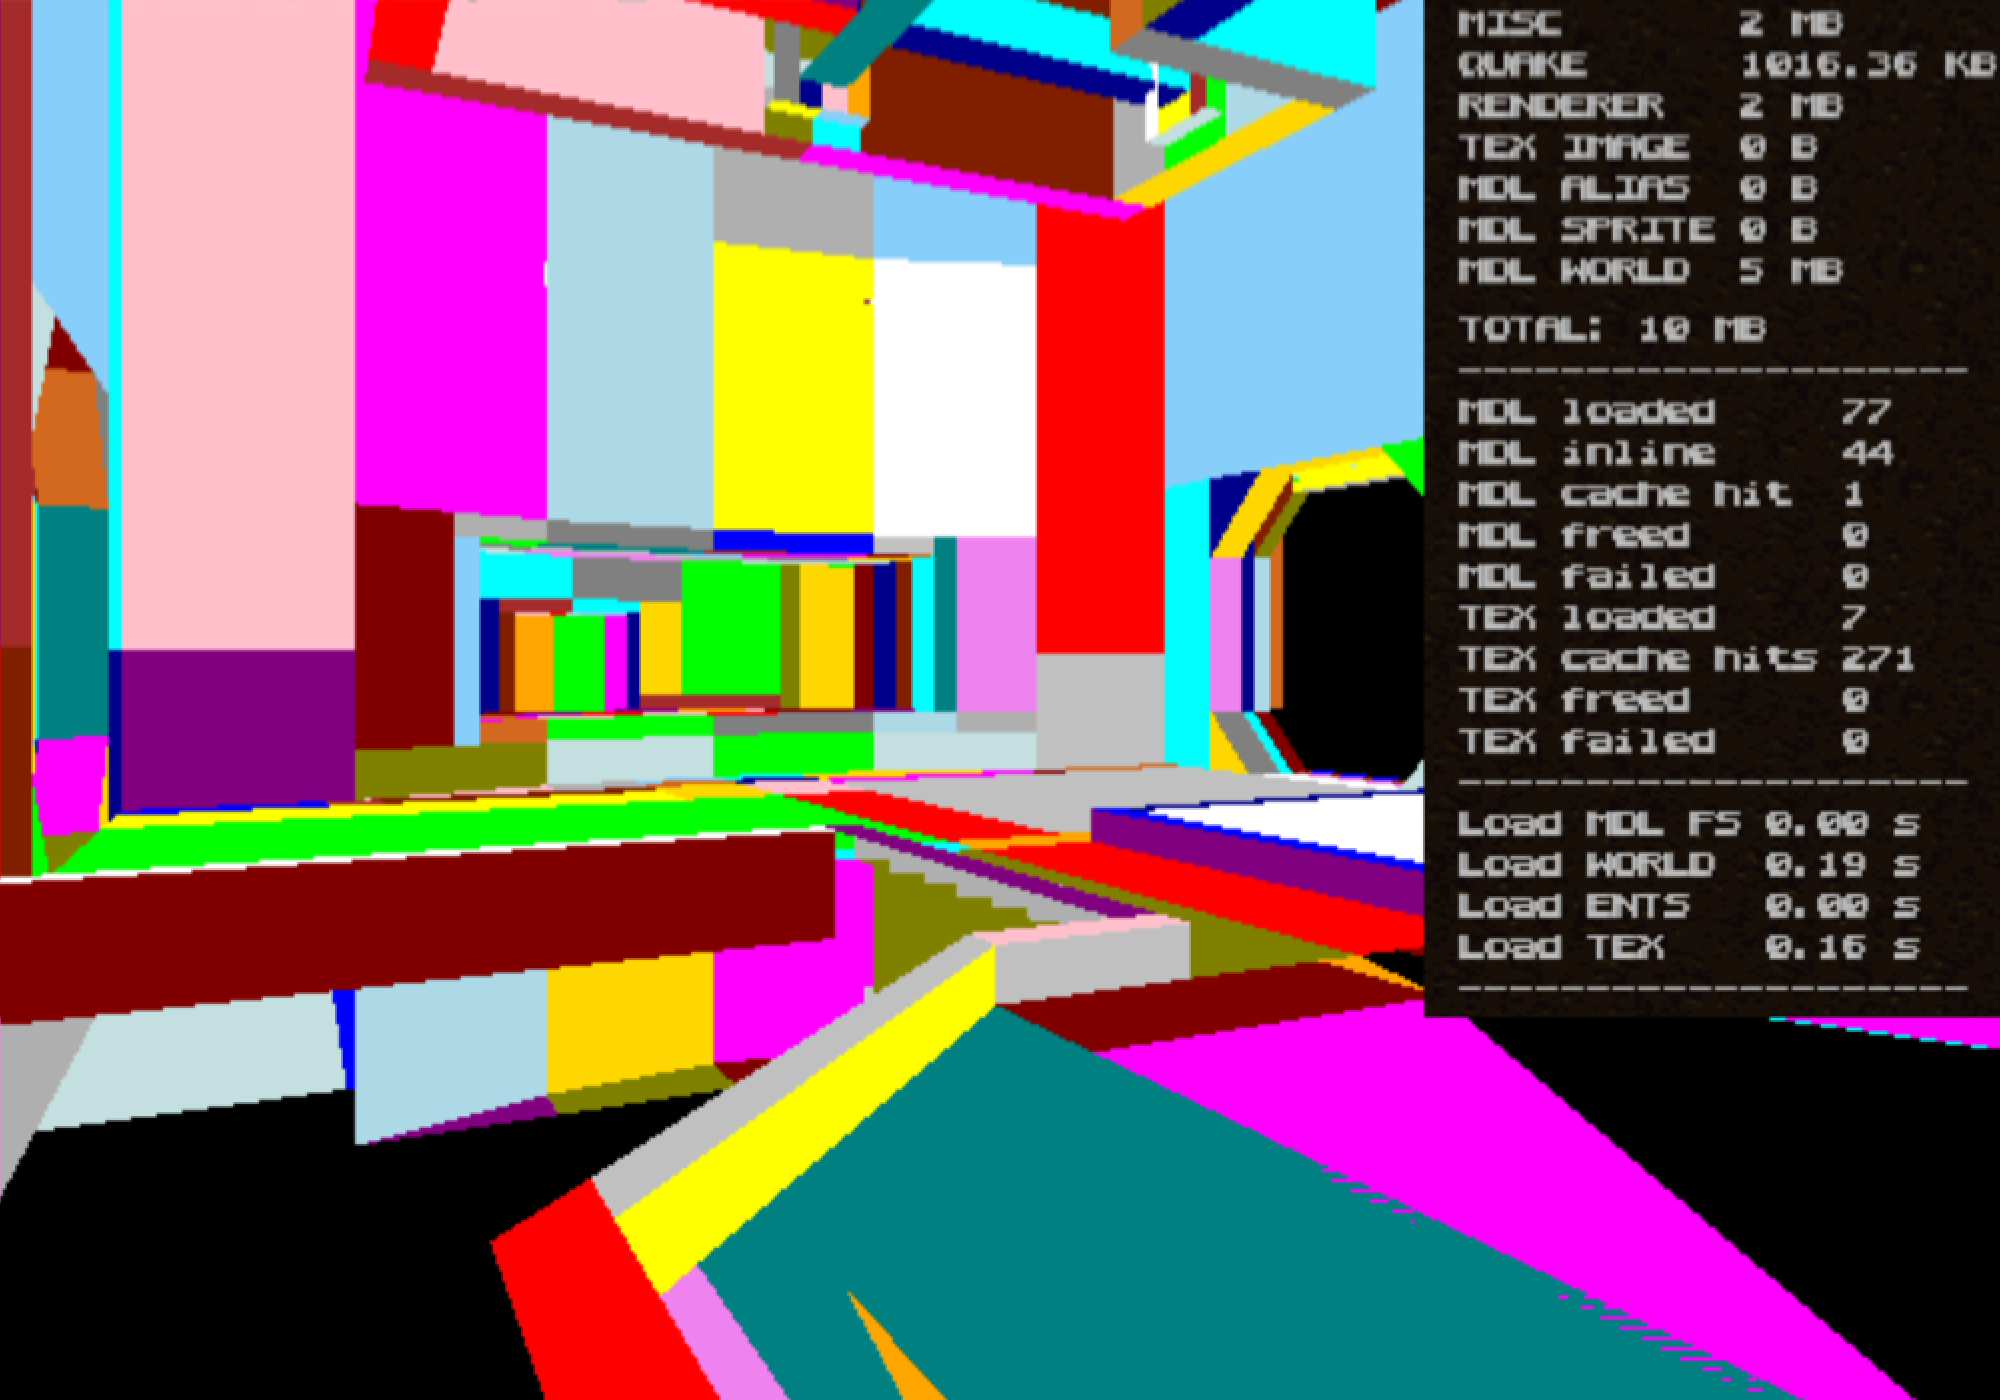 MISC 2 MB
QUAKE 1016.36 KB
RENDERER 2 MB
TEX IMAGE 0 B
MDL ALIAS 0 B
MDL SPRITE 0 B
MDL WORLD 5 MB
TOTAL: 10 MB
--------------------
MDL loaded 77
MDL inline 44
MDL cache hit 1
MDL freed 0
MDL failed 0
TEX loaded 7
TEX cache hits 271
TEX freed 0
TEX failed 0
--------------------
Load MDL FS 0.00 s
Load WORLD 0.19 s
Load ENTS 0.00 s
Load TEX 0.16 s
--------------------